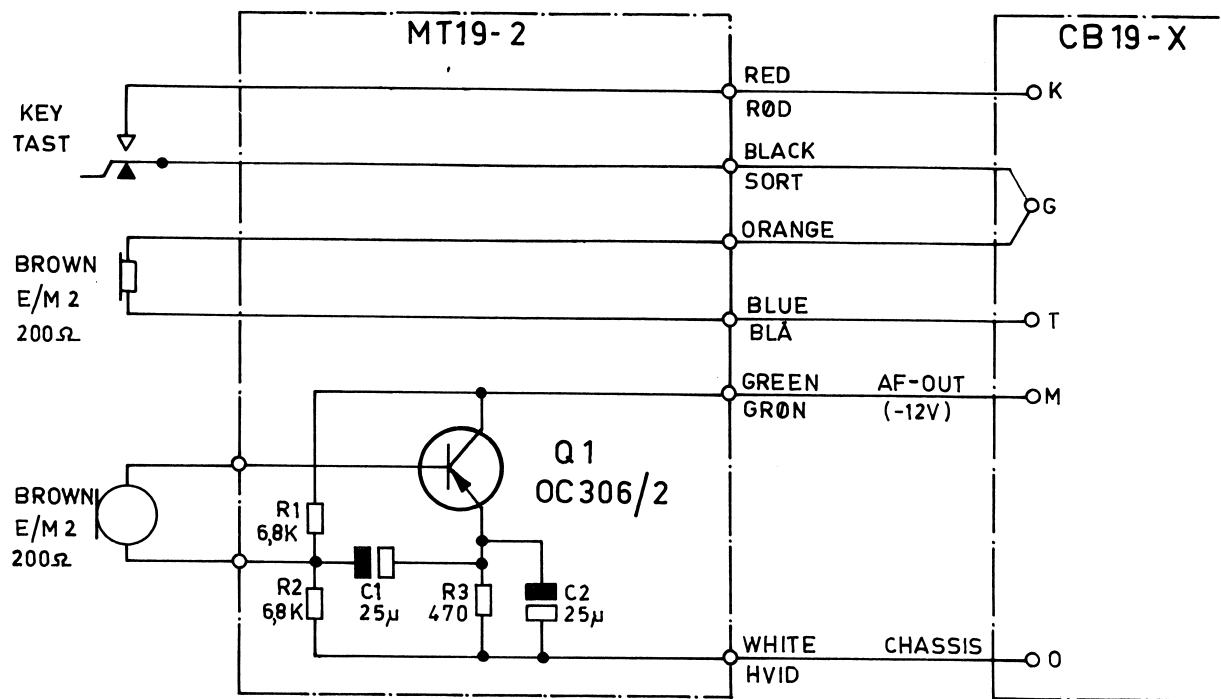 MT19-2
CB19-X
KEY
TAST
RED
RØD
K
BLACK
SORT
G
ORANGE
BROWN
E/M 2
200Ω
BLUE
BLÅ
T
GREEN
GRØN
AF-OUT
(-12V)
M
Q1
OC306/2
BROWN
E/M 2
200Ω
R1
6,8K
R2
6,8K
C1
25µ
R3
470
C2
25µ
WHITE
HVID
CHASSIS
O